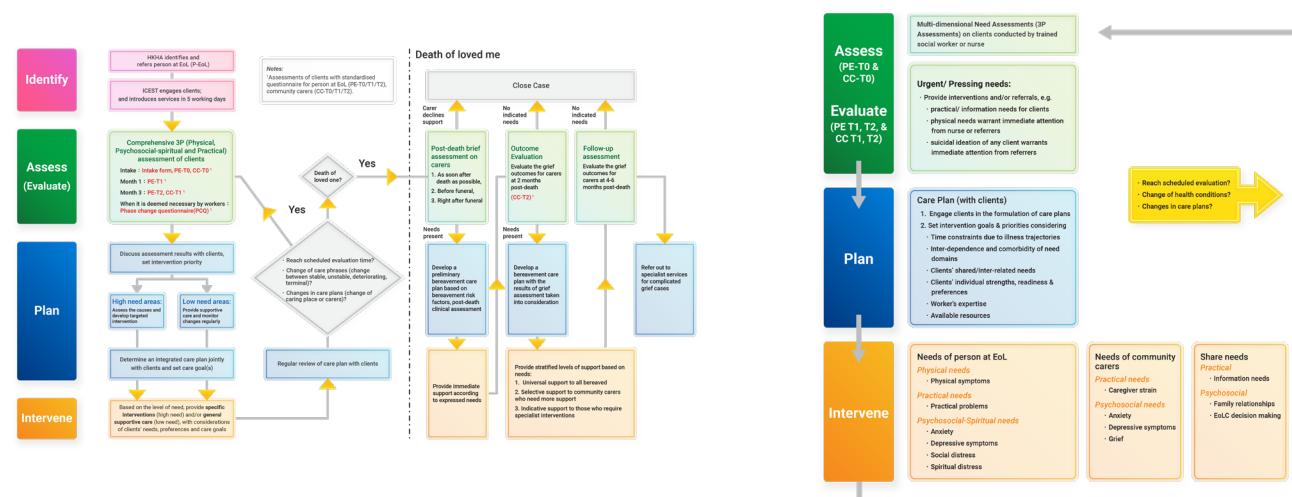 Identify
HKHA identifies and
refers person at EoL (P-EoL)
ICEST engages clients;
and introduces services in 5 working days
Notes:
¹Assessments of clients with standardised
questionnaire for person at EoL (PE-T0/T1/T2),
community carers (CC-T0/T1/T2).
Assess
(Evaluate)
Comprehensive 3P (Physical,
Psychosocial-spiritual and Practical)
assessment of clients
Intake : Intake form, PE-T0, CC-T0 ¹
Month 1 : PE-T1 ¹
Month 3 : PE-T2, CC-T1 ¹
When it is deemed necessary by workers :
Phase change questionnaire(PCQ) ¹
Plan
Discuss assessment results with clients,
set intervention priority
High need areas:
Assess the causes and
develop targeted
intervention
Low need areas:
Provide supportive
care and monitor
changes regularly
Determine an integrated care plan jointly
with clients and set care goal(s)
Intervene
Based on the level of need, provide specific
interventions (high need) and/or general
supportive care (low need), with considerations
of clients' needs, preferences and care goals
Regular review of care plan with clients
· Reach scheduled evaluation time?
· Change of care phrases (change
between stable, unstable, deteriorating,
terminal)?
· Changes in care plans (change of
caring place or carers)?
Yes
Death of
loved one?
Yes
Death of loved me
Close Case
Carer
declines
support
No
indicated
needs
No
indicated
needs
Post-death brief
assessment on
carers
1. As soon after
death as possible,
2. Before funeral,
3. Right after funeral
Outcome
Evaluation
Evaluate the grief
outcomes for
carers at 2 months
post-death
(CC-T2) ¹
Follow-up
assessment
Evaluate the grief
outcomes for
carers at 4-6
months post-death
Needs
present
Needs
present
Develop a
preliminary
bereavement care
plan based on
bereavement risk
factors, post-death
clinical assessment
Develop a
bereavement care
plan with the
results of grief
assessment taken
into consideration
Refer out to
specialist services
for complicated
grief cases
Provide immediate
support according
to expressed needs
Provide stratified levels of support based on
needs:
1. Universal support to all bereaved
2. Selective support to community carers
who need more support
3. Indicative support to those who require
specialist interventions
Assess
(PE-T0 &
CC-T0)
Evaluate
(PE T1, T2, &
CC T1, T2)
Multi-dimensional Need Assessments (3P
Assessments) on clients conducted by trained
social worker or nurse
Urgent/ Pressing needs:
· Provide interventions and/or referrals, e.g.
· practical/ information needs for clients
· physical needs warrant immediate attention
from nurse or referrers
· suicidal ideation of any client warrants
immediate attention from referrers
Plan
Care Plan (with clients)
1. Engage clients in the formulation of care plans
2. Set intervention goals & priorities considering
· Time constraints due to illness trajectories
· Inter-dependence and comorbidity of need
domains
· Clients' shared/inter-related needs
· Clients' individual strengths, readiness &
preferences
· Worker's expertise
· Available resources
· Reach scheduled evaluation?
· Change of health conditions?
· Changes in care plans?
Intervene
Needs of person at EoL
Physical needs
· Physical symptoms
Practical needs
· Practical problems
Psychosocial-Spiritual needs
· Anxiety
· Depressive symptoms
· Social distress
· Spiritual distress
Needs of community
carers
Practical needs
· Caregiver strain
Psychosocial needs
· Anxiety
· Depressive symptoms
· Grief
Share needs
Practical
· Information needs
Psychosocial
· Family relationships
· EoLC decision making